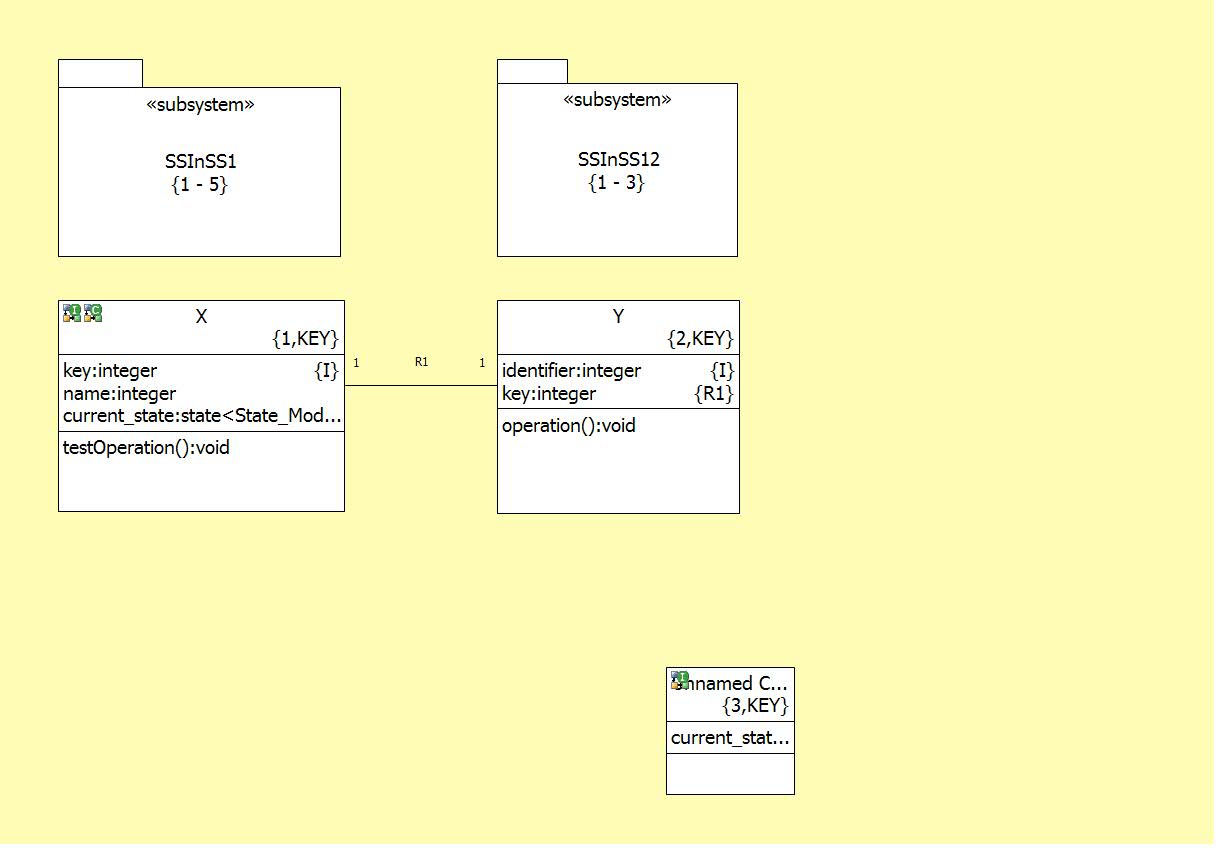 «subsystem»
SSInSS1
{1 - 5}
«subsystem»
SSInSS12
{1 - 3}
X
{1,KEY}
key:integer {I}
name:integer
current_state:state<State_Mod...
testOperation():void
1 R1 1
Y
{2,KEY}
identifier:integer {I}
key:integer {R1}
operation():void
nnamed C...
{3,KEY}
current_stat...